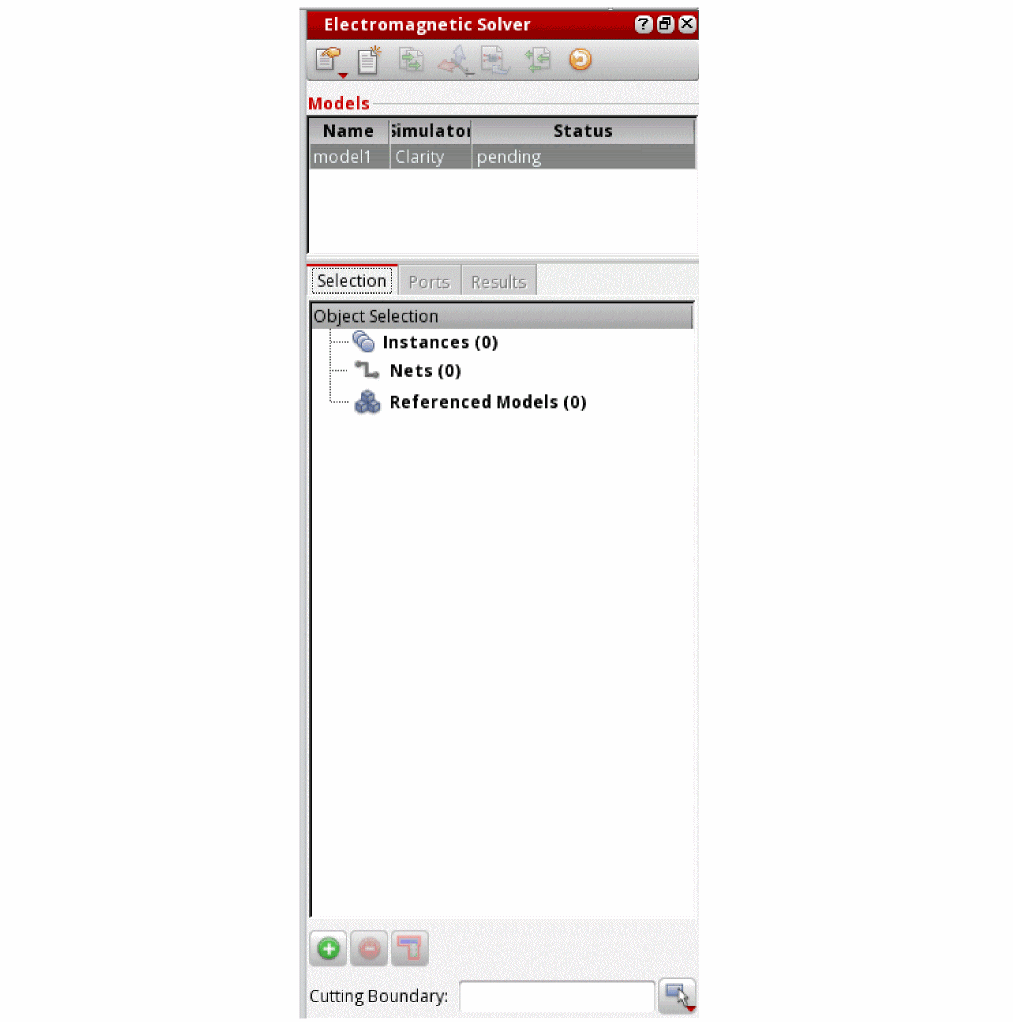 Electromagnetic Solver
Models
Name Simulator Status
model1 Clarity pending
Selection Ports Results
Object Selection
Instances (0)
Nets (0)
Referenced Models (0)
Cutting Boundary: